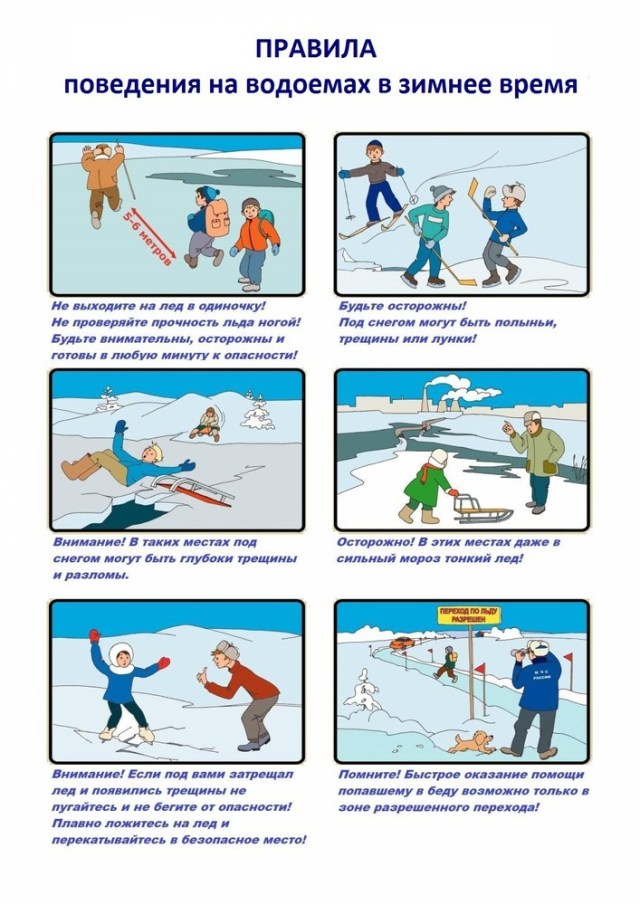 ПРАВИЛА
поведения на водоемах в зимнее время
5-6 метров
Не выходите на лед в одиночку!
Не проверяйте прочность льда ногой!
Будьте внимательны, осторожны и
готовы в любую минуту к опасности!
Будьте осторожны!
Под снегом могут быть полыньи,
трещины или лунки!
Внимание! В таких местах под
снегом могут быть глубоки трещины
и разломы.
Осторожно! В этих местах даже в
сильный мороз тонкий лед!
Внимание! Если под вами затрещал
лед и появились трещины не
пугайтесь и не бегите от опасности!
Плавно ложитесь на лед и
перекатывайтесь в безопасное место!
ПЕРЕХОД ПО ЛЬДУ
РАЗРЕШЕН
МЧС
РОССИИ
Помните! Быстрое оказание помощи
попавшему в беду возможно только в
зоне разрешенного перехода!